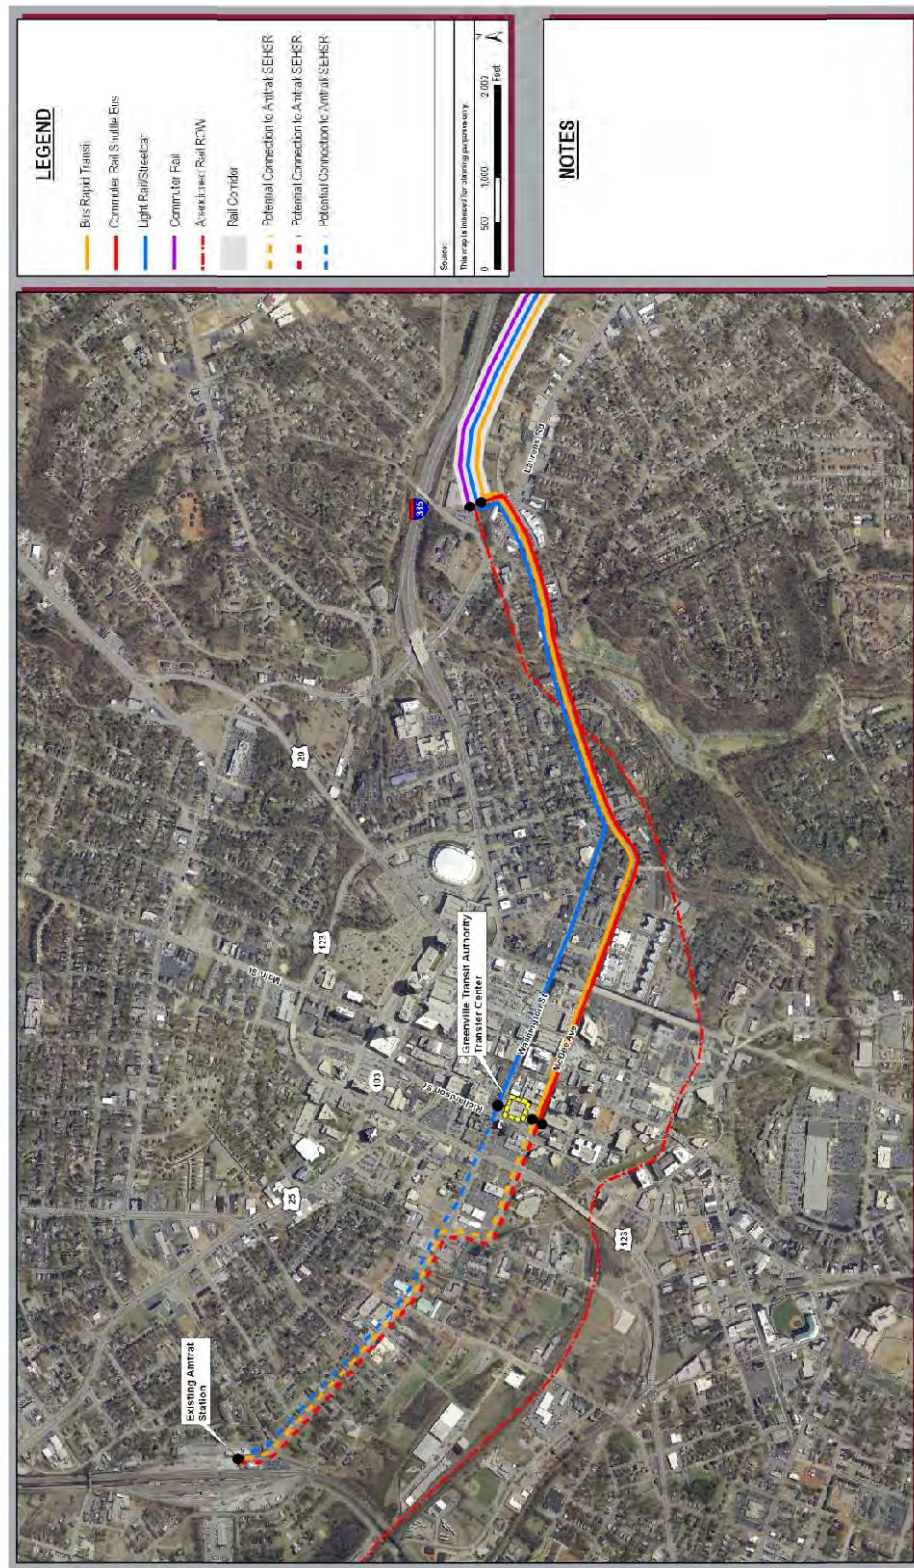 LEGEND
Bus Rapid Transit
Commuter Rail Shuttle Bus
Light Rail/Streetcar
Commuter Rail
Abandoned Rail ROW
Rail Corridor
Potential Connection to Amtrak SEHSR
Potential Connection to Amtrak SEHSR
Potential Connection to Amtrak SEHSR
Source:
This map is intended for planning purposes only.
0 500 1,000 2,000
Feet
NOTES
Existing Amtrak
Station
Greenville Transit Authority
Transfer Center
Richardson St
Main St
Washington St
McBee Ave
Laurens Rd
25
183
123
29
385
123